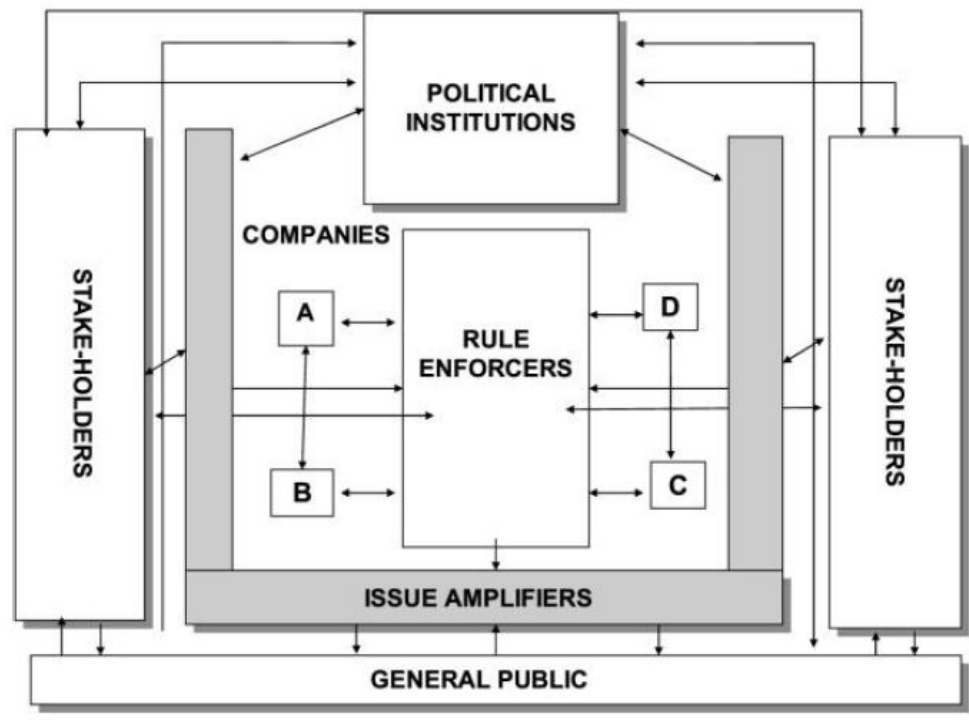 POLITICAL
INSTITUTIONS
STAKE-HOLDERS
COMPANIES
A
D
RULE
ENFORCERS
B
C
STAKE-HOLDERS
ISSUE AMPLIFIERS
GENERAL PUBLIC